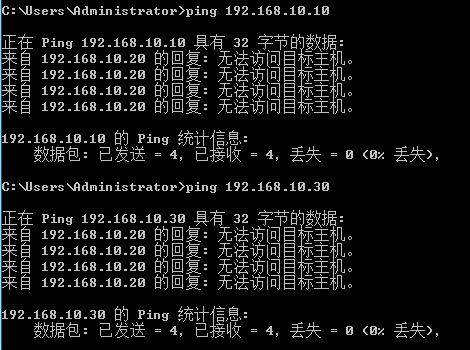 C:\Users\Administrator>ping 192.168.10.10
正在 Ping 192.168.10.10 具有 32 字节的数据:
来自 192.168.10.20 的回复: 无法访问目标主机。
来自 192.168.10.20 的回复: 无法访问目标主机。
来自 192.168.10.20 的回复: 无法访问目标主机。
来自 192.168.10.20 的回复: 无法访问目标主机。
192.168.10.10 的 Ping 统计信息:
数据包: 已发送 = 4, 已接收 = 4, 丢失 = 0 (0% 丢失),
C:\Users\Administrator>ping 192.168.10.30
正在 Ping 192.168.10.30 具有 32 字节的数据:
来自 192.168.10.20 的回复: 无法访问目标主机。
来自 192.168.10.20 的回复: 无法访问目标主机。
来自 192.168.10.20 的回复: 无法访问目标主机。
来自 192.168.10.20 的回复: 无法访问目标主机。
192.168.10.30 的 Ping 统计信息:
数据包: 已发送 = 4, 已接收 = 4, 丢失 = 0 (0% 丢失),